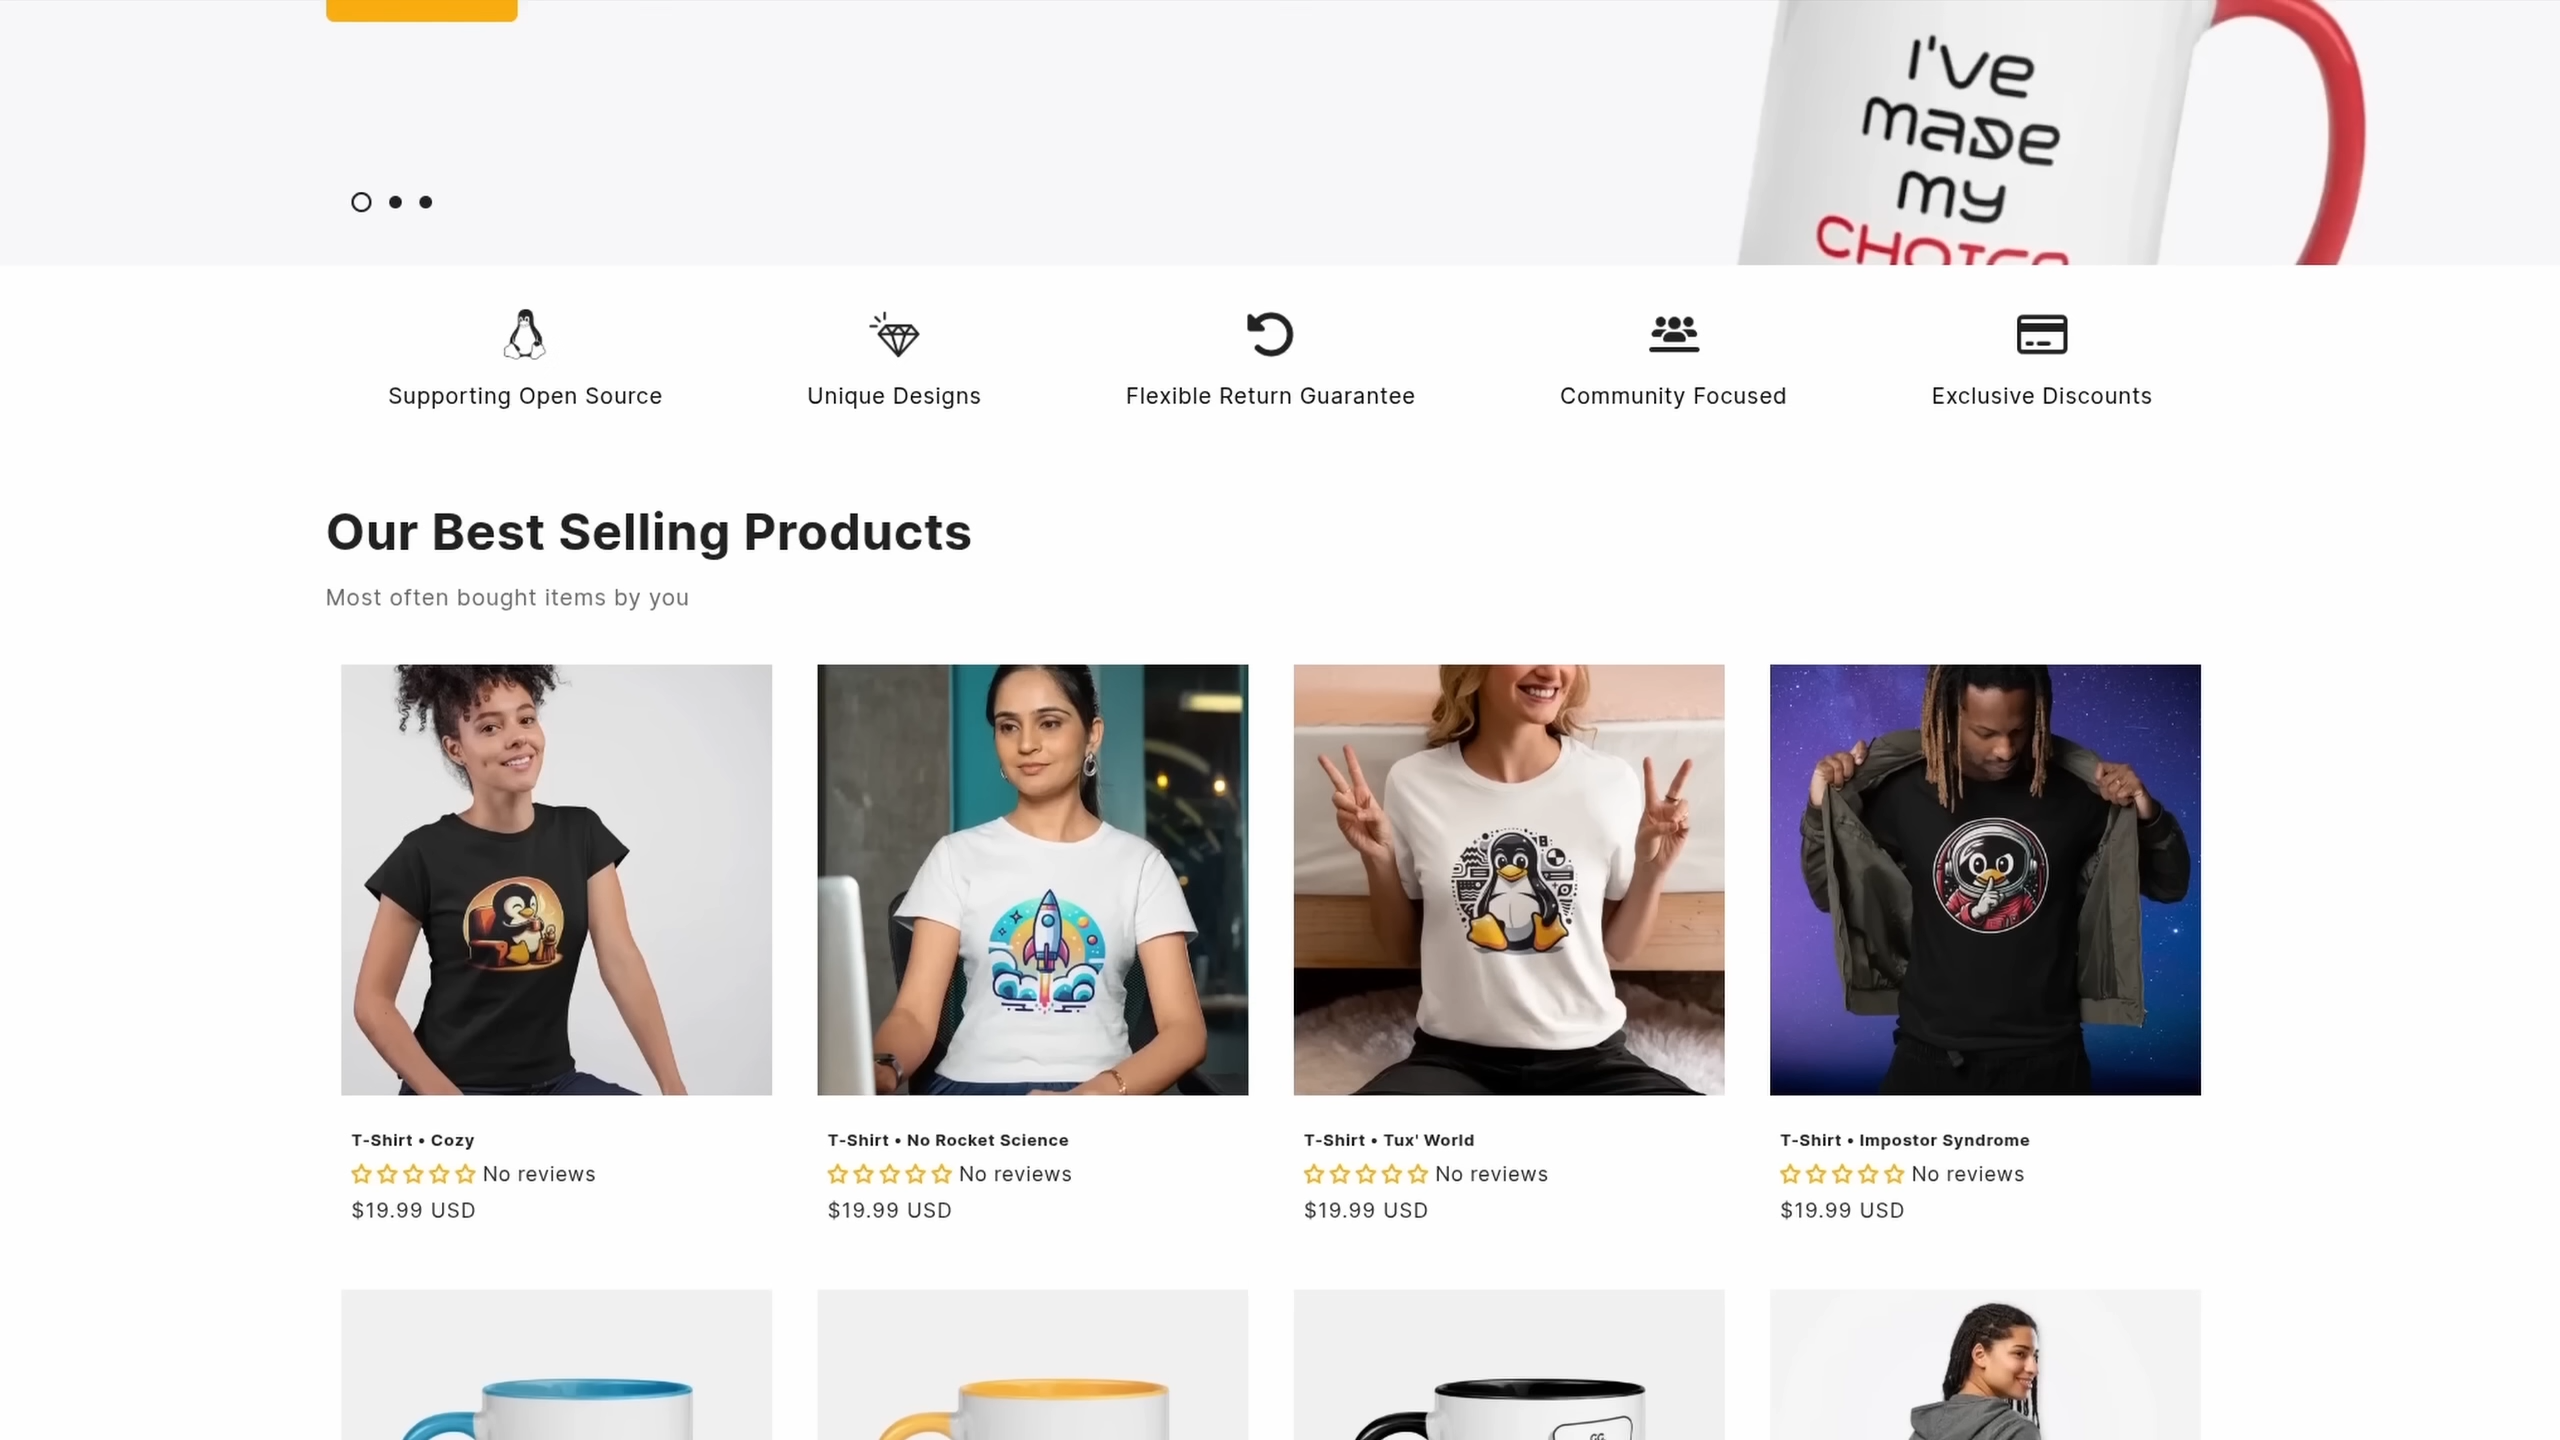 I've
made
my
CHOICE
Supporting Open Source
Unique Designs
Flexible Return Guarantee
Community Focused
Exclusive Discounts
Our Best Selling Products
Most often bought items by you
T-Shirt • Cozy
No reviews
$19.99 USD
T-Shirt • No Rocket Science
No reviews
$19.99 USD
T-Shirt • Tux' World
No reviews
$19.99 USD
T-Shirt • Impostor Syndrome
No reviews
$19.99 USD